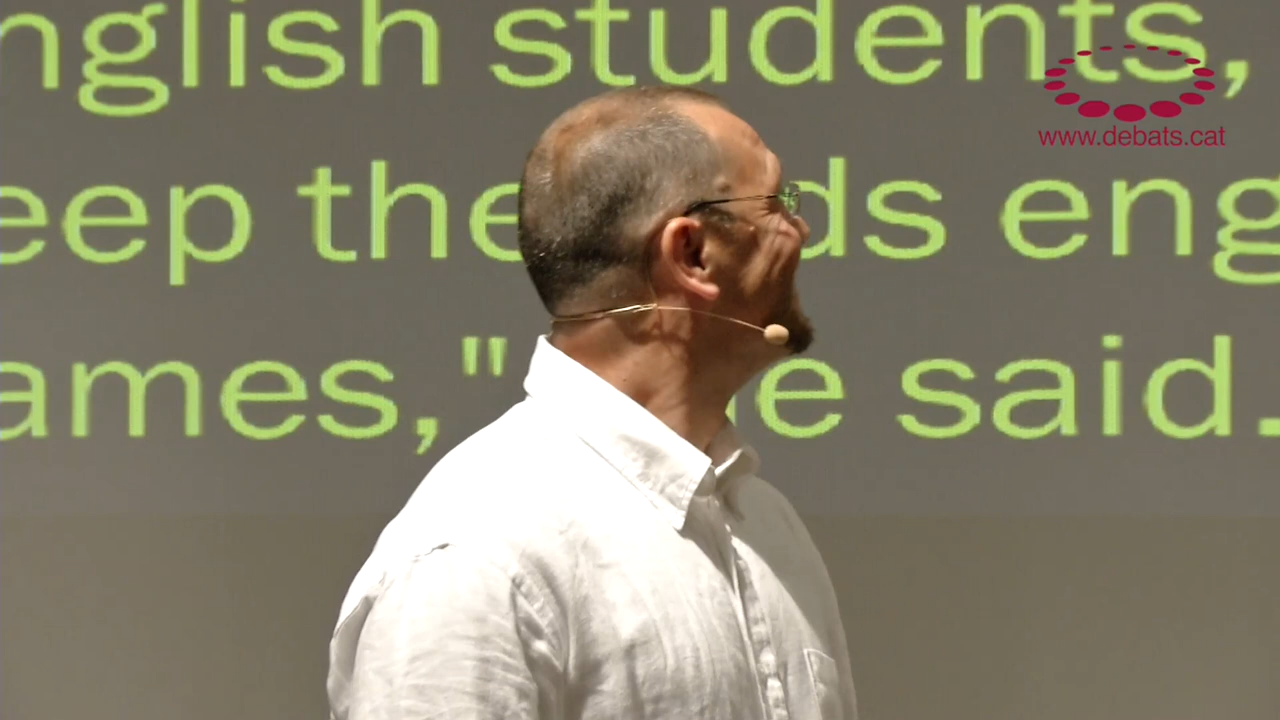 nglish students,
www.debats.cat
eep the ds eng
ames," e said.